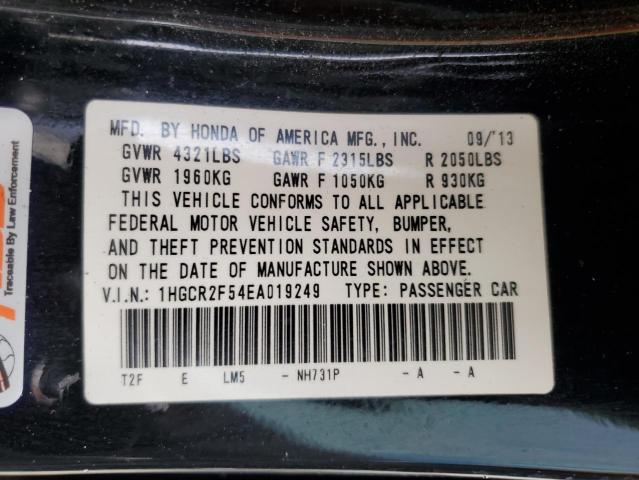 MFD. BY HONDA OF AMERICA MFG., INC. 09/'13
GVWR 4321LBS GAWR F 2315LBS R 2050LBS
GVWR 1960KG GAWR F 1050KG R 930KG
THIS VEHICLE CONFORMS TO ALL APPLICABLE
FEDERAL MOTOR VEHICLE SAFETY, BUMPER,
AND THEFT PREVENTION STANDARDS IN EFFECT
ON THE DATE OF MANUFACTURE SHOWN ABOVE.
V.I.N.: 1HGCR2F54EA019249 TYPE: PASSENGER CAR
T2F E LM5 - NH731P - A - A
Traceable By Law Enforcement